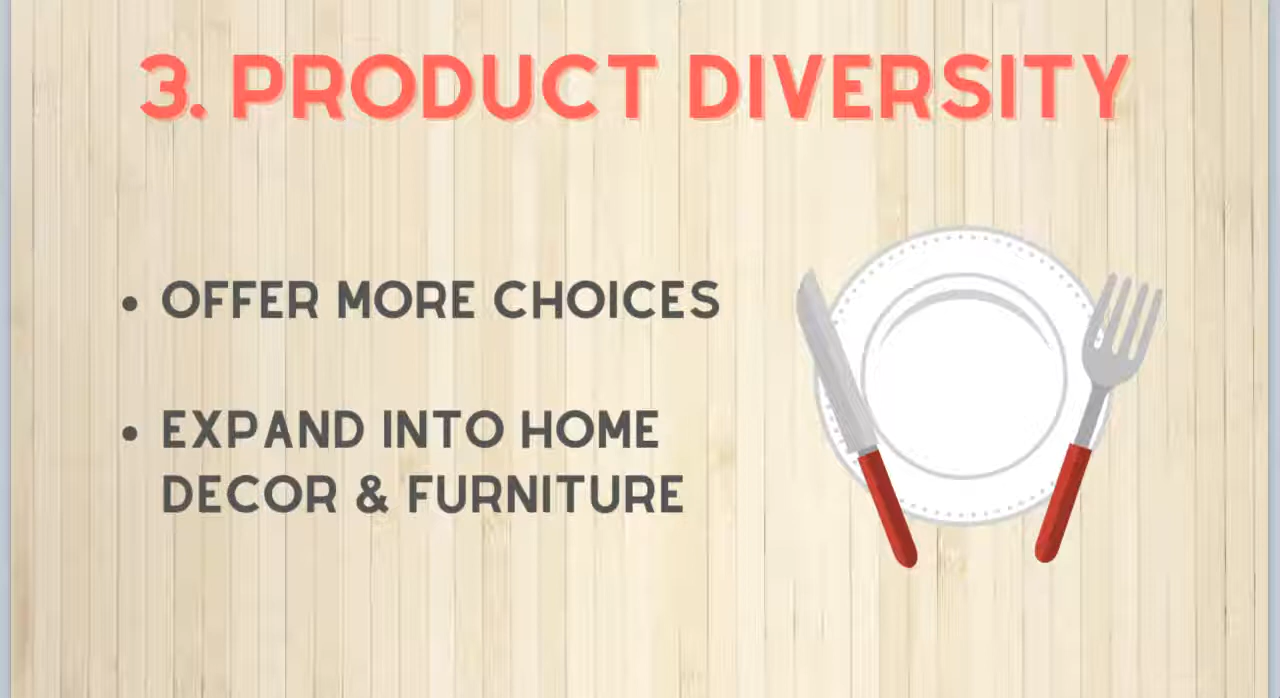 3. PRODUCT DIVERSITY
• OFFER MORE CHOICES
• EXPAND INTO HOME
DECOR & FURNITURE